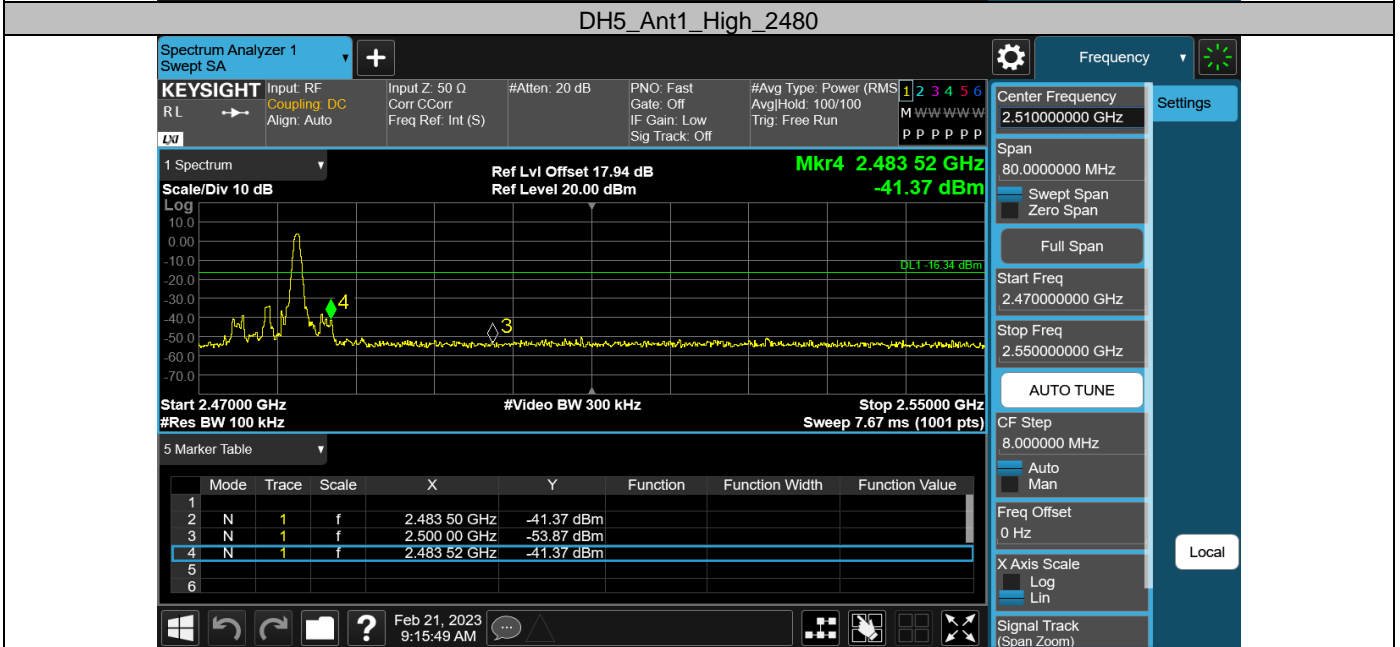 DH5_Ant1_High_2480
Spectrum Analyzer 1
Swept SA
Frequency
KEYSIGHT
RL
LXI
Input: RF
Coupling: DC
Align: Auto
Input Z: 50 Ω
Corr CCorr
Freq Ref: Int (S)
#Atten: 20 dB
PNO: Fast
Gate: Off
IF Gain: Low
Sig Track: Off
#Avg Type: Power (RMS
Avg|Hold: 100/100
Trig: Free Run
1 2 3 4 5 6
M W W W W W
P P P P P P
1 Spectrum
Scale/Div 10 dB
Ref Lvl Offset 17.94 dB
Ref Level 20.00 dBm
Mkr4 2.483 52 GHz
-41.37 dBm
Log
10.0
0.00
-10.0
-20.0
-30.0
-40.0
-50.0
-60.0
-70.0
DL1 -16.34 dBm
4
3
Start 2.47000 GHz
#Video BW 300 kHz
Stop 2.55000 GHz
#Res BW 100 kHz
Sweep 7.67 ms (1001 pts)
5 Marker Table
Mode Trace Scale X Y Function Function Width Function Value
1
2 N 1 f 2.483 50 GHz -41.37 dBm
3 N 1 f 2.500 00 GHz -53.87 dBm
4 N 1 f 2.483 52 GHz -41.37 dBm
5
6
?
Feb 21, 2023
9:15:49 AM
Center Frequency
2.510000000 GHz
Settings
Span
80.0000000 MHz
Swept Span
Zero Span
Full Span
Start Freq
2.470000000 GHz
Stop Freq
2.550000000 GHz
AUTO TUNE
CF Step
8.000000 MHz
Auto
Man
Freq Offset
0 Hz
Local
X Axis Scale
Log
Lin
Signal Track
(Span Zoom)